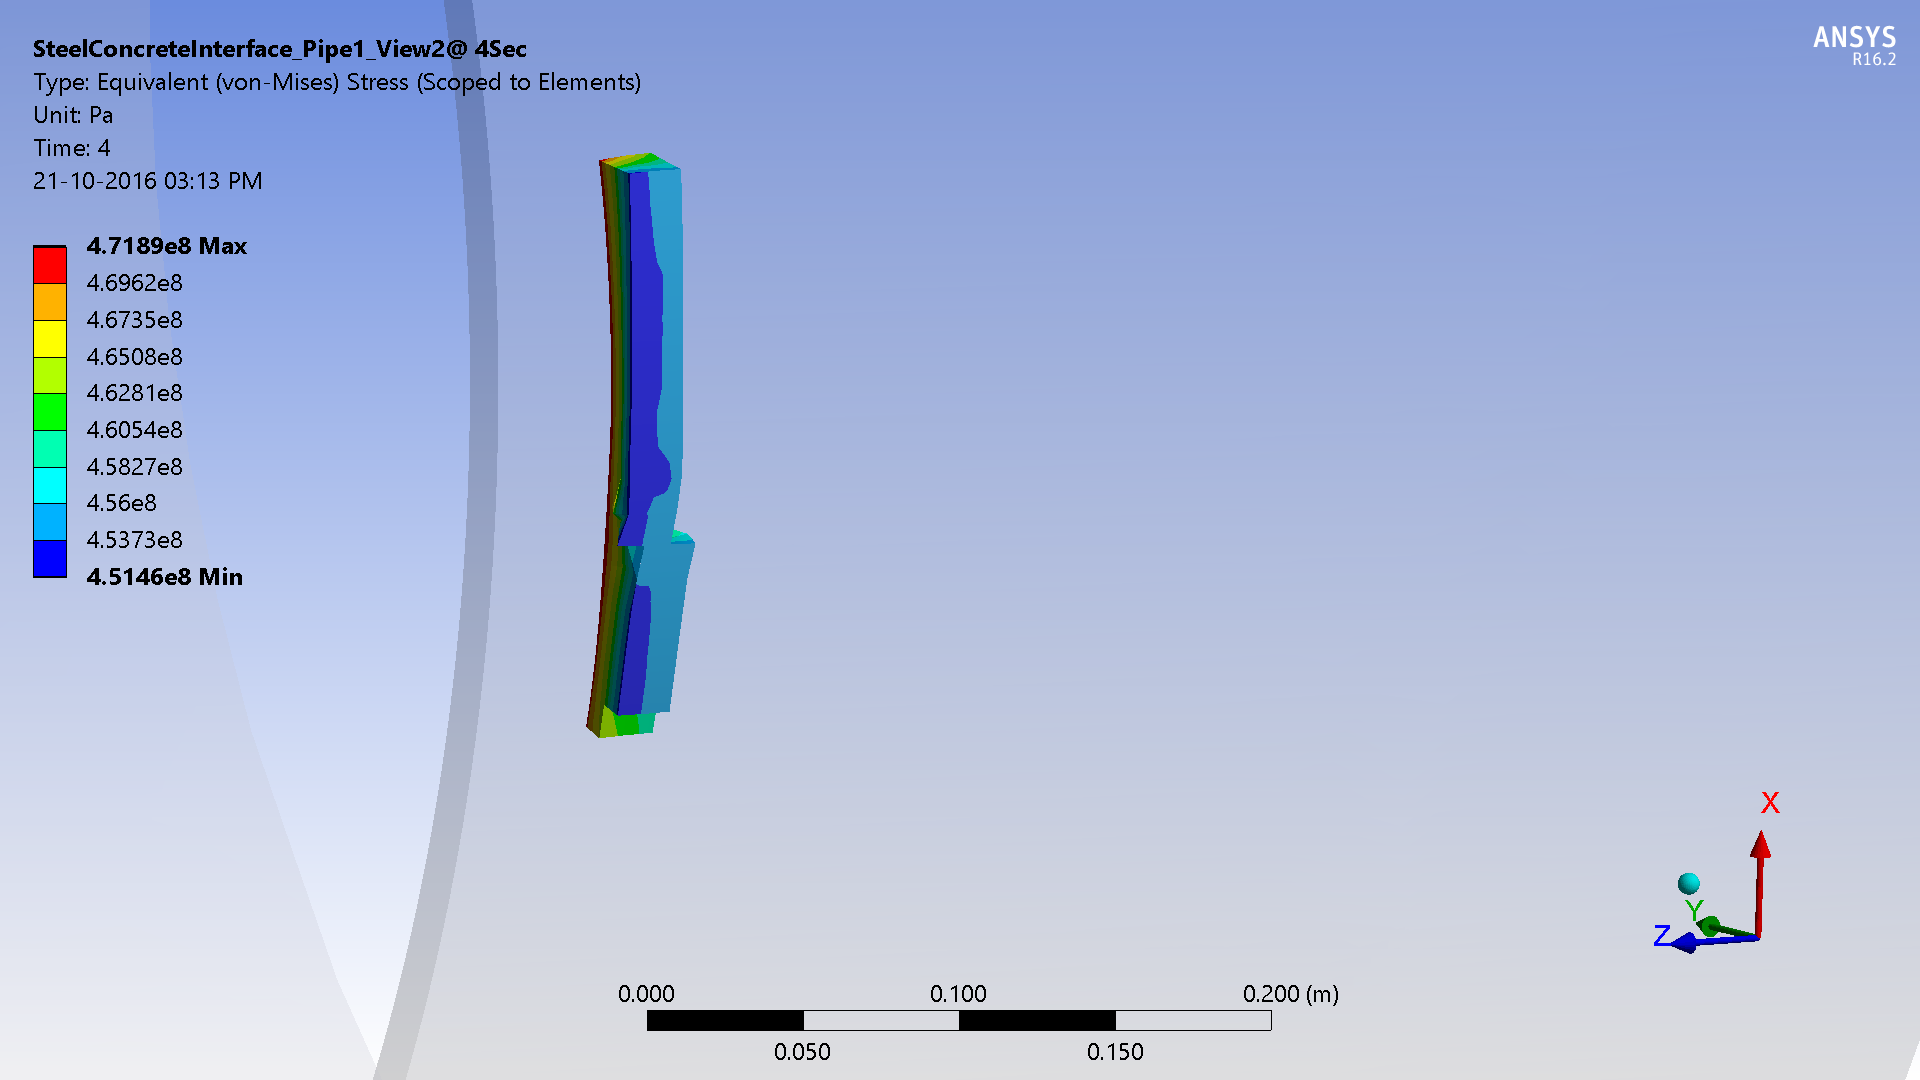 SteelConcreteInterface_Pipe1_View2@ 4Sec
Type: Equivalent (von-Mises) Stress (Scoped to Elements)
Unit: Pa
Time: 4
21-10-2016 03:13 PM
ANSYS
R16.2
4.7189e8 Max
4.6962e8
4.6735e8
4.6508e8
4.6281e8
4.6054e8
4.5827e8
4.56e8
4.5373e8
4.5146e8 Min
X
Y
Z
0.000 0.100 0.200 (m)
0.050 0.150